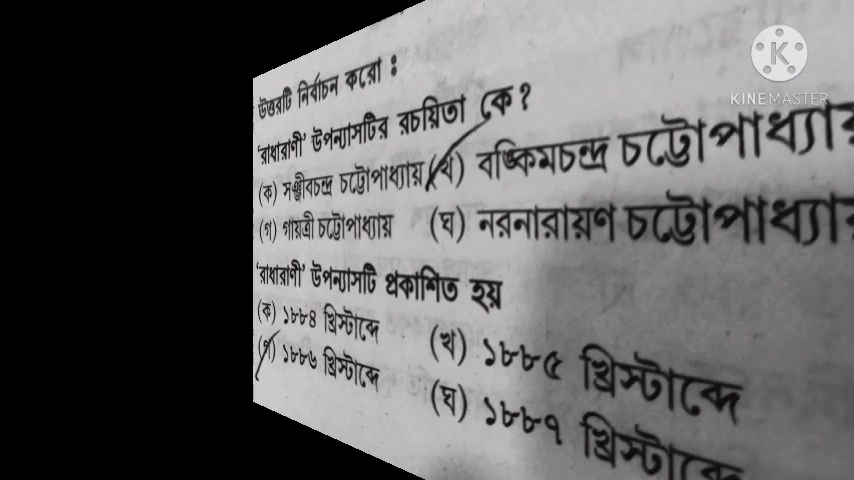 KINEMASTER
উত্তরটি নির্বাচন করো :
'রাধারাণী' উপন্যাসটির রচয়িতা কে?
(ক) সঞ্জীবচন্দ্র চট্টোপাধ্যায় (খ) বঙ্কিমচন্দ্র চট্টোপাধ্যায়
(গ) গায়ত্রী চট্টোপাধ্যায় (ঘ) নরনারায়ণ চট্টোপাধ্যায়
'রাধারাণী' উপন্যাসটি প্রকাশিত হয়
(ক) ১৮৮৪ খ্রিস্টাব্দে (খ) ১৮৮৫ খ্রিস্টাব্দে
(গ) ১৮৮৬ খ্রিস্টাব্দে (ঘ) ১৮৮৭ খ্রিস্টাব্দে